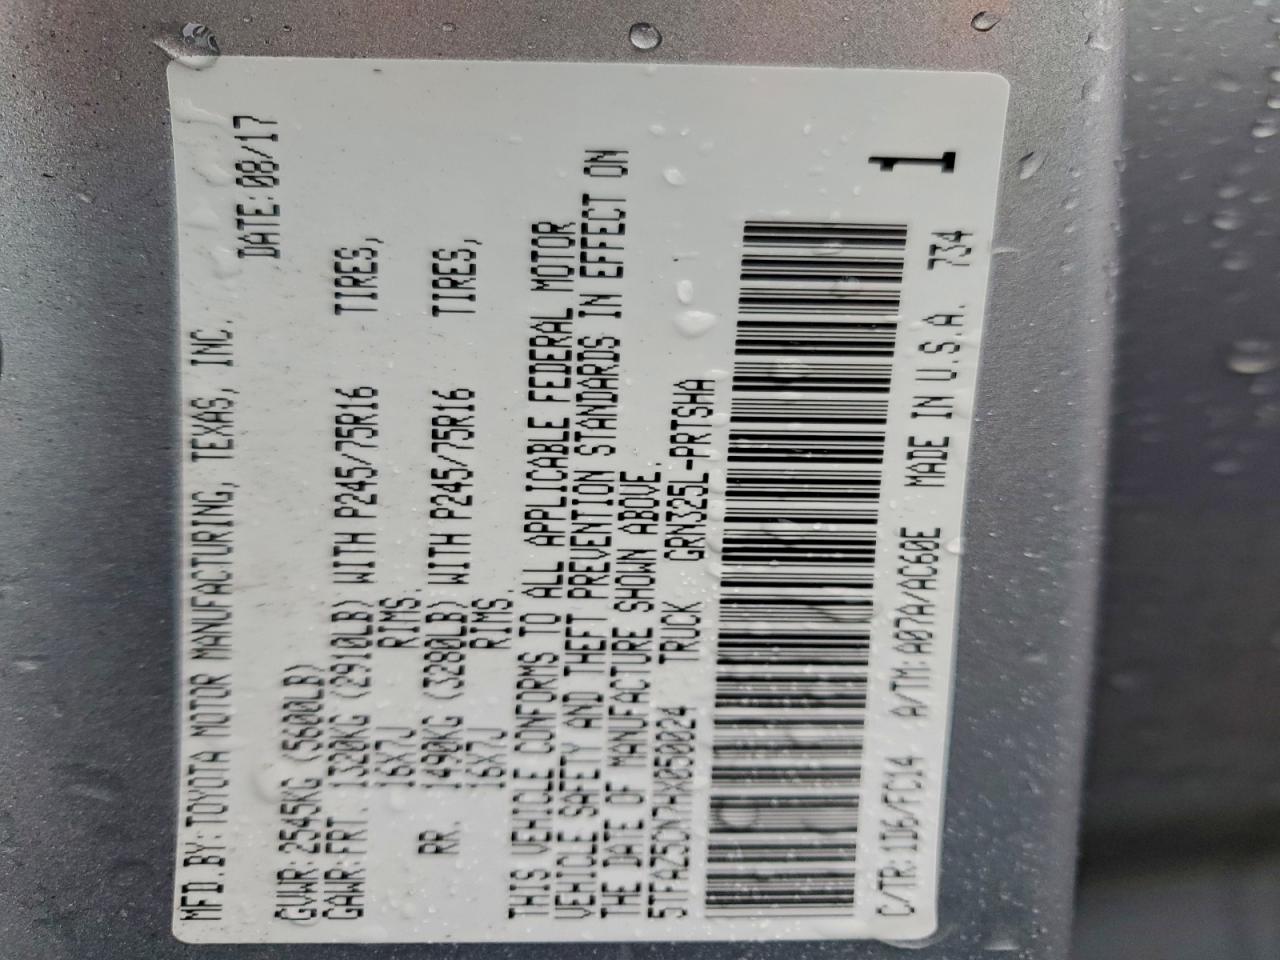 MFD.BY: TOYOTA MOTOR MANUFACTURING, TEXAS, INC.
DATE: 08/17
GVWR: 2545KG (5600LB)
GAWR: FRT. 1320KG (2910LB) WITH P245/75R16 TIRES,
16X7J RIMS.
RR. 1490KG (3280LB) WITH P245/75R16 TIRES,
16X7J RIMS.
THIS VEHICLE CONFORMS TO ALL APPLICABLE FEDERAL MOTOR
VEHICLE SAFETY AND THEFT PREVENTION STANDARDS IN EFFECT ON
THE DATE OF MANUFACTURE SHOWN ABOVE.
5TFAZ5CN7HX050024 TRUCK GRN325L-PRTSHA
1
C/TR: 1D6/FC14 A/TM: A07A/AC60E MADE IN U.S.A. 734